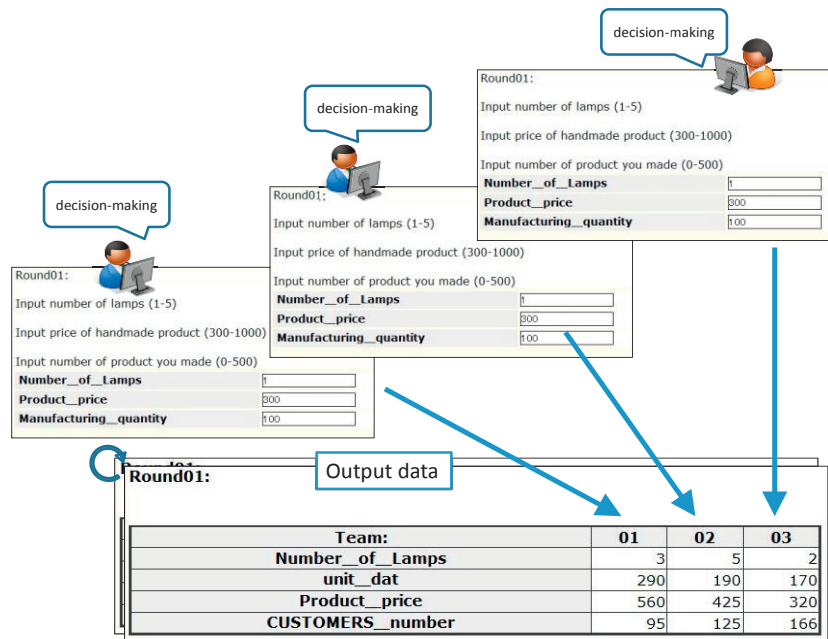 decision-making
Round01:
Input number of lamps (1-5)
Input price of handmade product (300-1000)
Input number of product you made (0-500)
Number__of__Lamps 1
Product__price 300
Manufacturing__quantity 100
decision-making
Round01:
Input number of lamps (1-5)
Input price of handmade product (300-1000)
Input number of product you made (0-500)
Number__of__Lamps 1
Product__price 300
Manufacturing__quantity 100
decision-making
Round01:
Input number of lamps (1-5)
Input price of handmade product (300-1000)
Input number of product you made (0-500)
Number__of__Lamps 1
Product__price 300
Manufacturing__quantity 100
Output data
Round01:
Team: 01 02 03
Number__of__Lamps 3 5 2
unit__dat 290 190 170
Product__price 560 425 320
CUSTOMERS__number 95 125 166